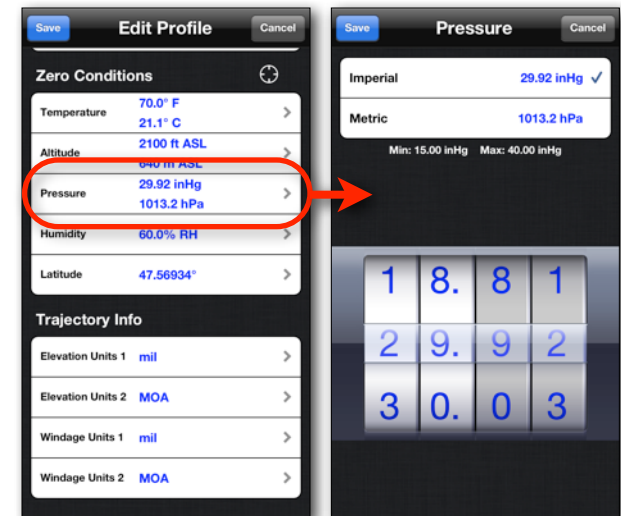 Save Edit Profile Cancel
Zero Conditions
Temperature 70.0° F
21.1° C
Altitude 2100 ft ASL
640 m ASL
Pressure 29.92 inHg
1013.2 hPa
Humidity 60.0% RH
Latitude 47.56934°
Trajectory Info
Elevation Units 1 mil
Elevation Units 2 MOA
Windage Units 1 mil
Windage Units 2 MOA
Save Pressure Cancel
Imperial 29.92 inHg ✓
Metric 1013.2 hPa
Min: 15.00 inHg Max: 40.00 inHg
1 8. 8 1
2 9. 9 2
3 0. 0 3